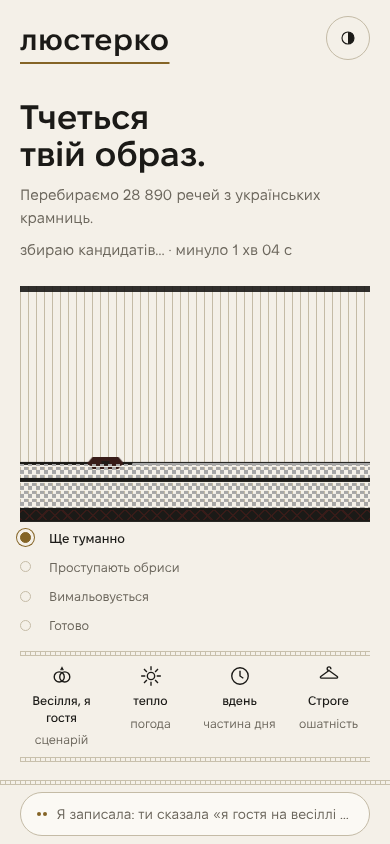 люстерко
Тчеться
твій образ.
Перебираємо 28 890 речей з українських
крамниць.
збираю кандидатів… · минуло 1 хв 04 с
Ще туманно
Проступають обриси
Вимальовується
Готово
Весілля, я
гостя
сценарій
тепло
погода
вдень
частина дня
Строге
ошатність
Я записала: ти сказала «я гостя на весіллі …